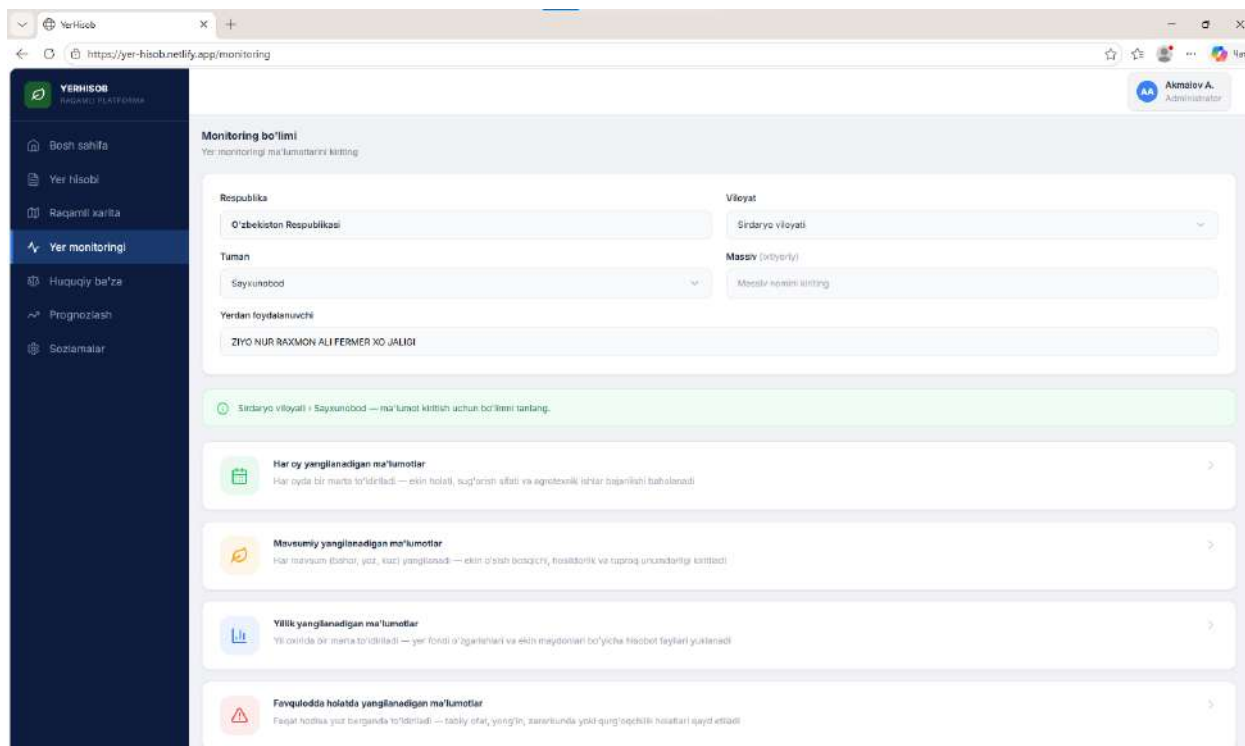 YerHisob
https://yer-hisob.netlify.app/monitoring
YERHISOB
RAQAMLI PLATFORMA
Akmalov A.
Administrator
AA
Bosh sahifa
Yer hisobi
Raqamli xarita
Yer monitoringi
Huquqiy ba'za
Prognozlash
Sozlamalar
Monitoring bo'limi
Yer monitoringi ma'lumotlarini kiriting
Respublika
Viloyat
O'zbekiston Respublikasi
Sirdaryo viloyati
Tuman
Massiv (ixtiyoriy)
Sayxunobod
Massiv nomini kiriting
Yerdan foydalanuvchi
ZIYO NUR RAXMON ALI FERMER XO JALIGI
Sirdaryo viloyati › Sayxunobod — ma'lumot kiritish uchun bo'limni tanlang.
Har oy yangilanadigan ma'lumotlar
Har oyda bir marta to'ldiriladi — ekin holati, sug'orish sifati va agrotexnik ishlar bajarilishi baholanadi
Mavsumiy yangilanadigan ma'lumotlar
Har mavsum (bahor, yoz, kuz) yangilanadi — ekin o'sish bosqichi, hosildorlik va tuproq unumdorligi kiritiladi
Yillik yangilanadigan ma'lumotlar
Yil oxirida bir marta to'ldiriladi — yer fondi o'zgarishlari va ekin maydonlari bo'yicha hisobot fayllari yuklanadi
Favqulodda holatda yangilanadigan ma'lumotlar
Faqat hodisa yuz berganda to'ldiriladi — tabiiy ofat, yong'in, zararkunda yoki qurg'oqchilik holatlari qayd etiladi